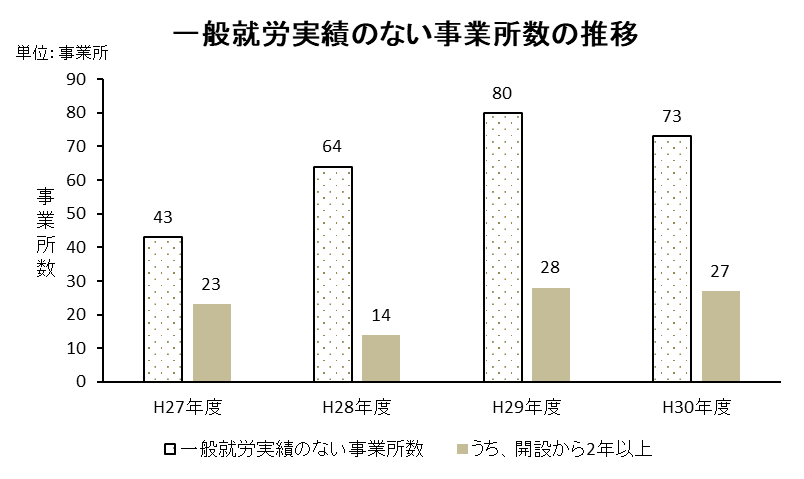 一般就労実績のない事業所数の推移
単位：事業所
事業所数
90
80
70
60
50
40
30
20
10
0
43
23
64
14
80
28
73
27
H27年度
H28年度
H29年度
H30年度
一般就労実績のない事業所数
うち、開設から2年以上